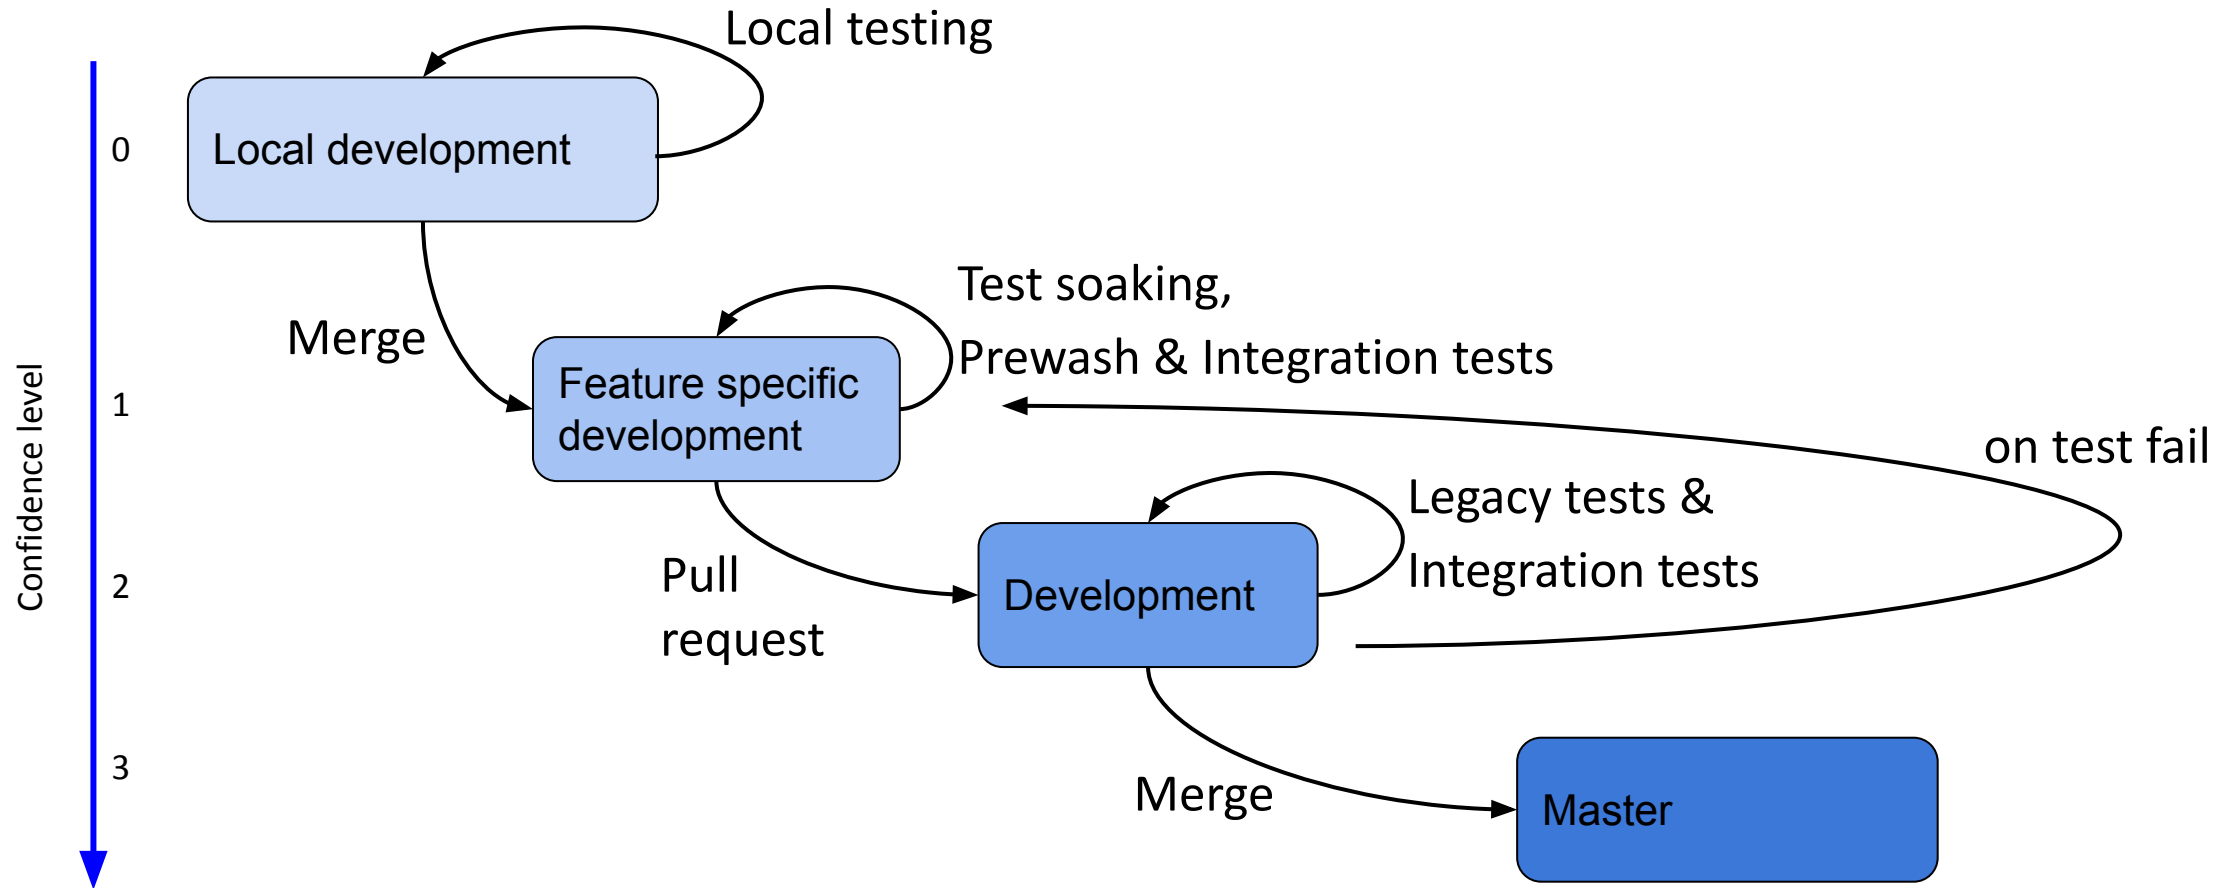 Local testing
0
Local development
Test soaking,
Merge
Prewash & Integration tests
Confidence level
1
Feature specific
development
on test fail
Legacy tests &
2
Pull
request
Development
Integration tests
3
Merge
Master